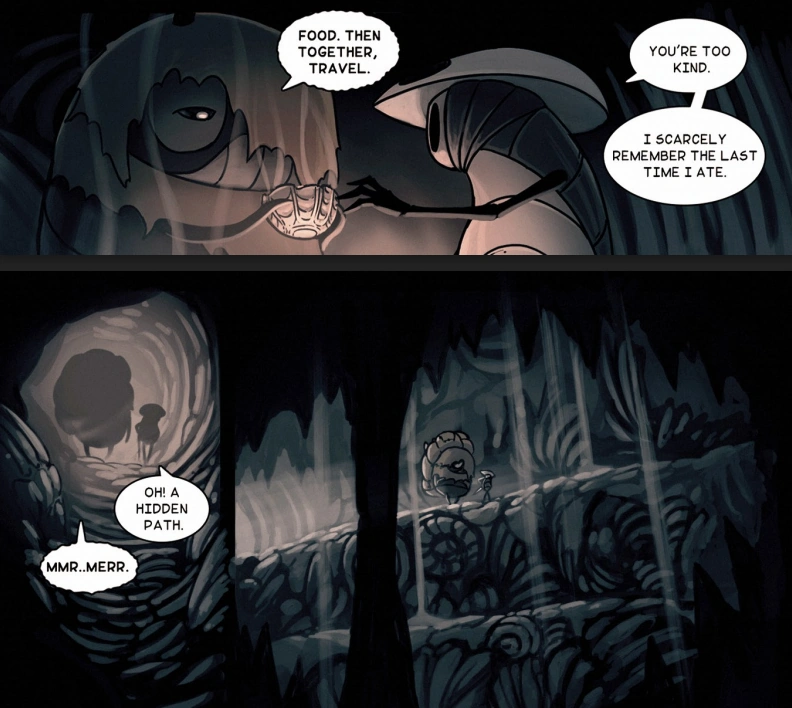 FOOD. THEN
TOGETHER,
TRAVEL.
YOU'RE TOO
KIND.
I SCARCELY
REMEMBER THE LAST
TIME I ATE.
OH! A
HIDDEN
PATH.
MMR..MERR.